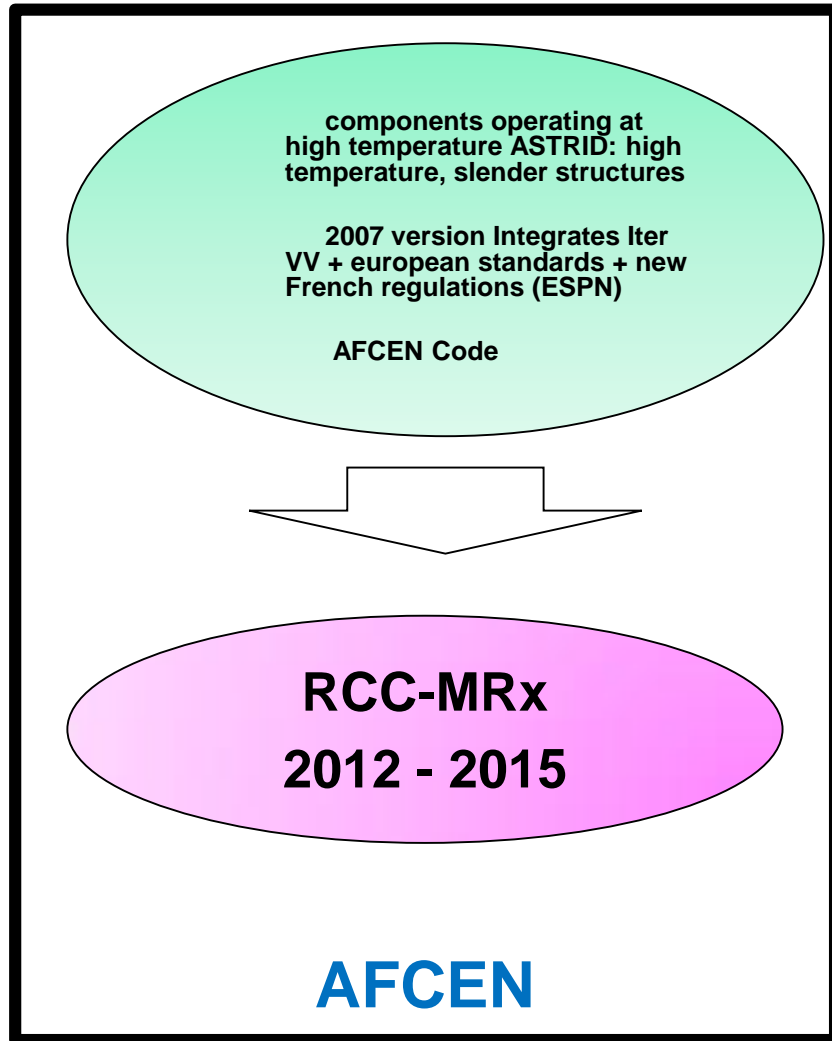 components operating at
high temperature ASTRID: high
temperature, slender structures
2007 version Integrates Iter
VV + european standards + new
French regulations (ESPN)
AFCEN Code
RCC-MRx
2012 - 2015
AFCEN